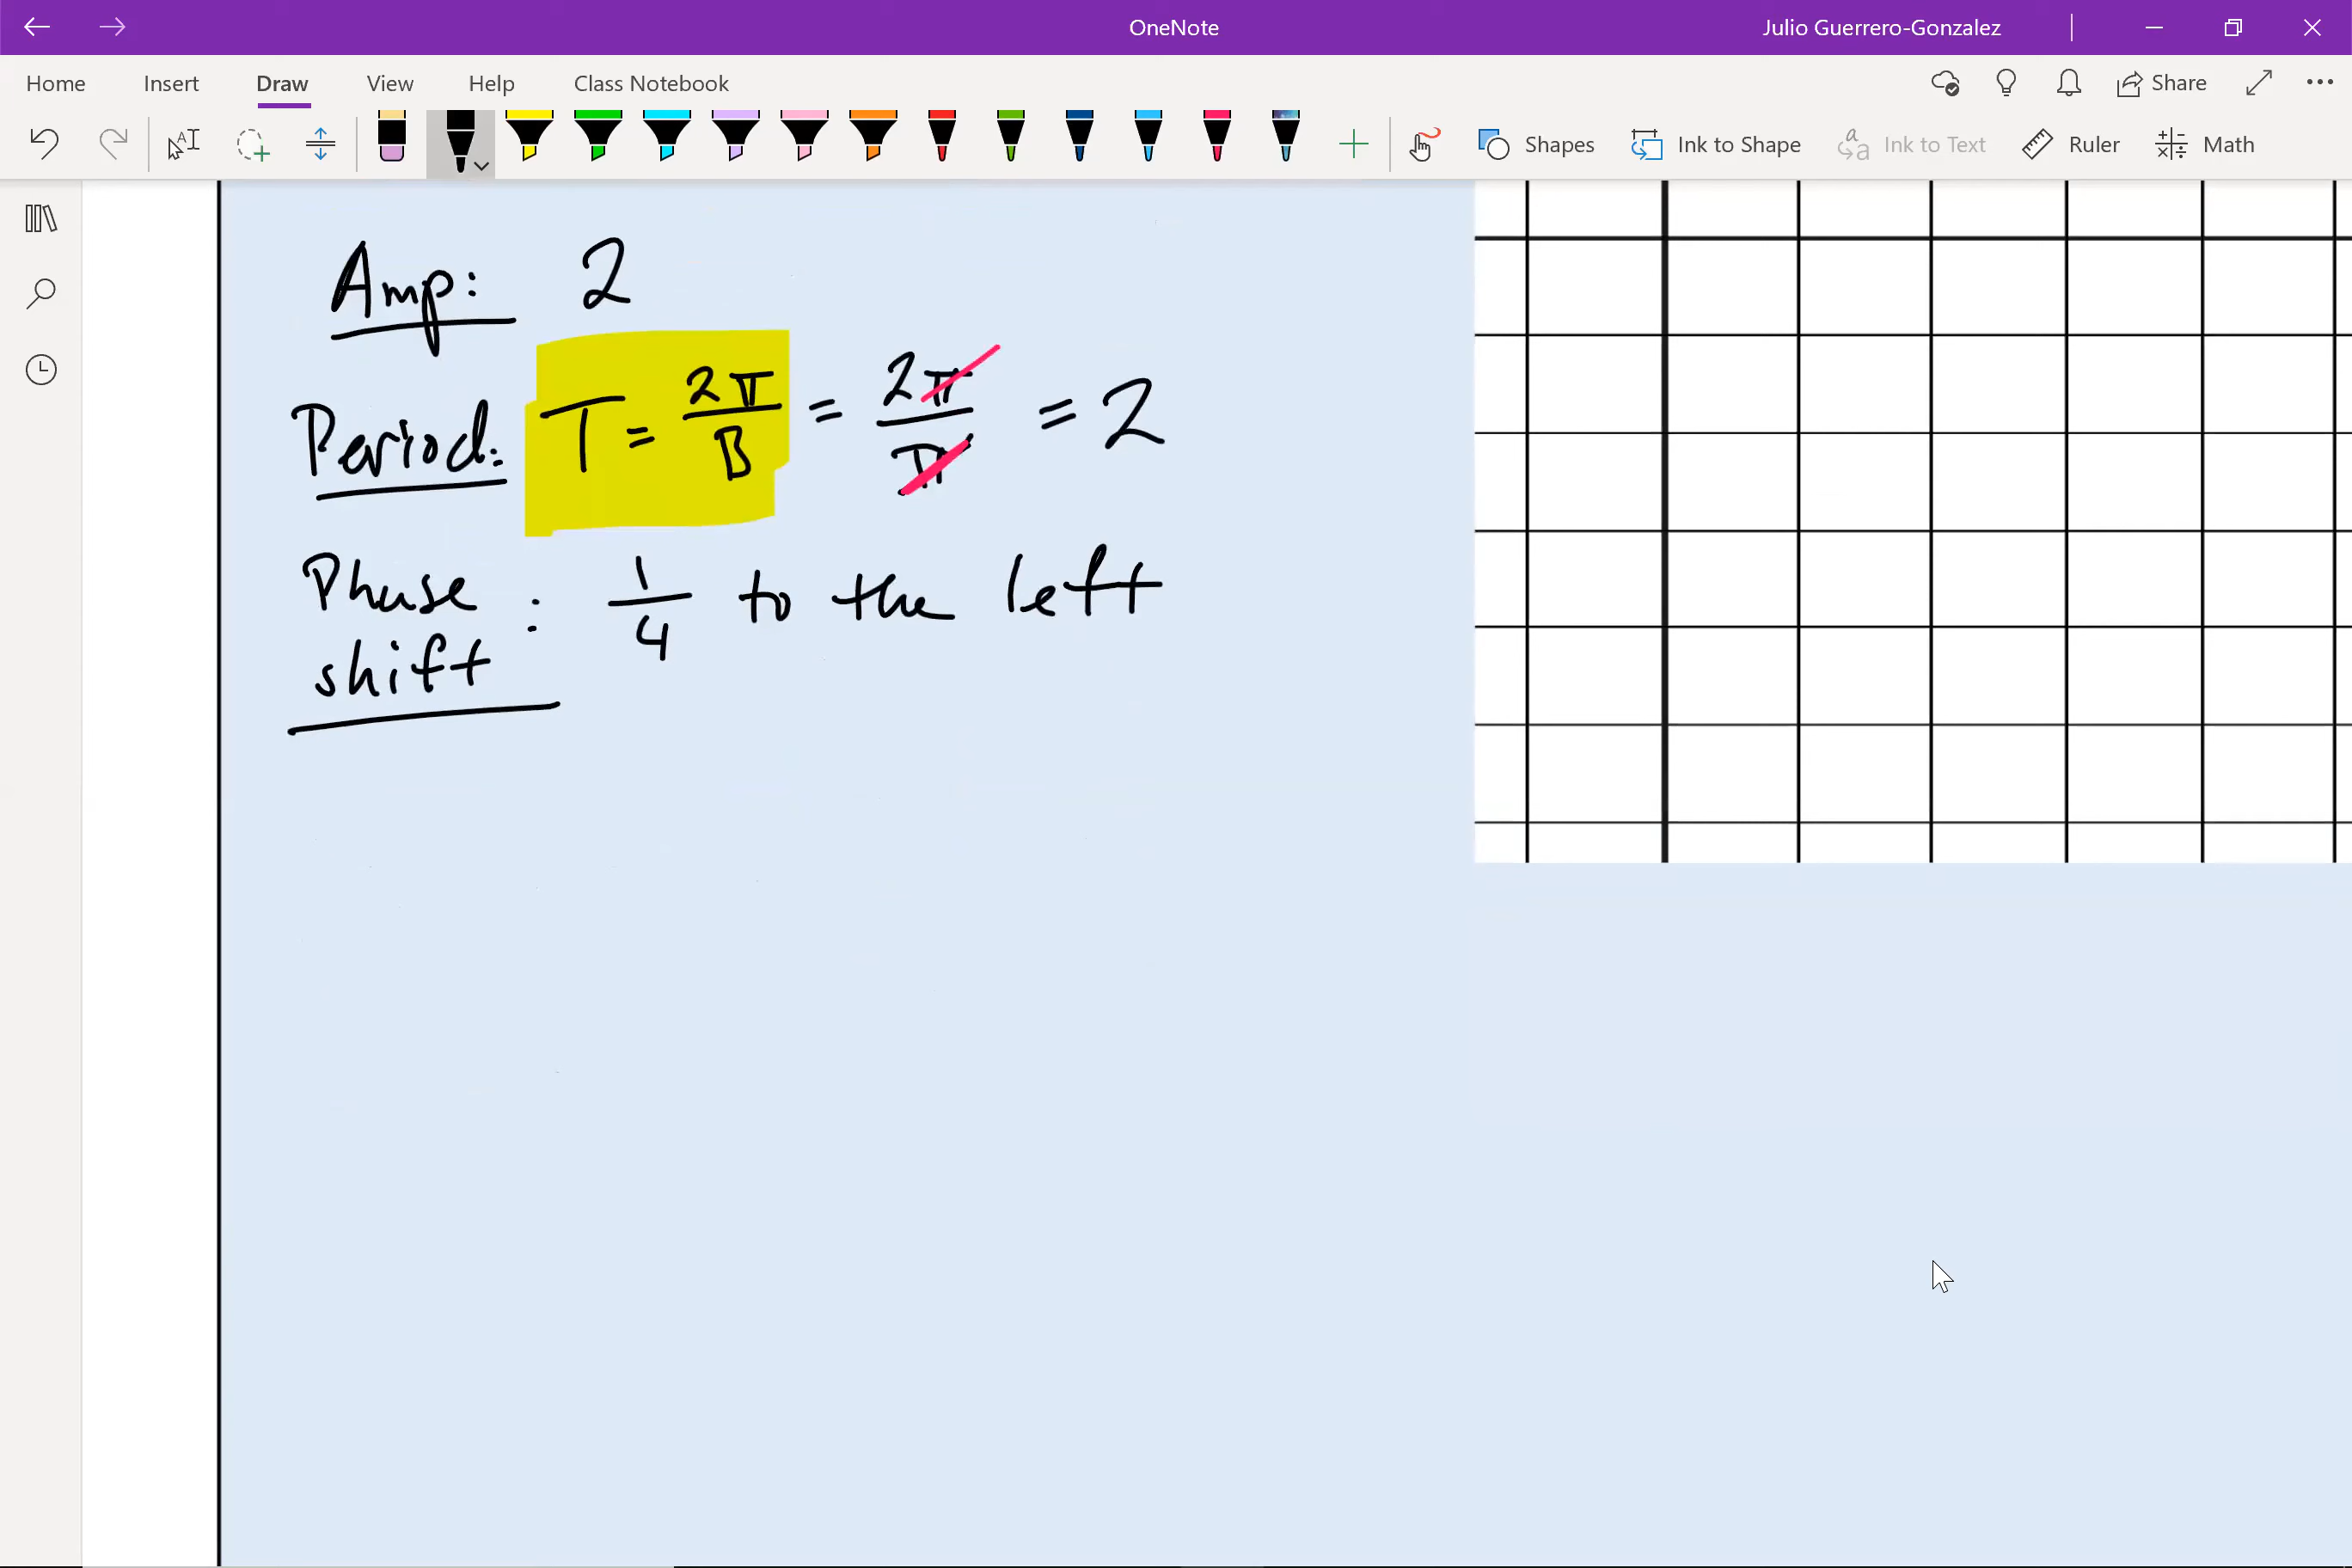 OneNote
Julio Guerrero-Gonzalez
Home Insert Draw View Help Class Notebook
Share
Shapes Ink to Shape Ink to Text Ruler Math
Amp: 2
Period: T = 2π/B = 2π/π = 2
Phase shift : 1/4 to the left